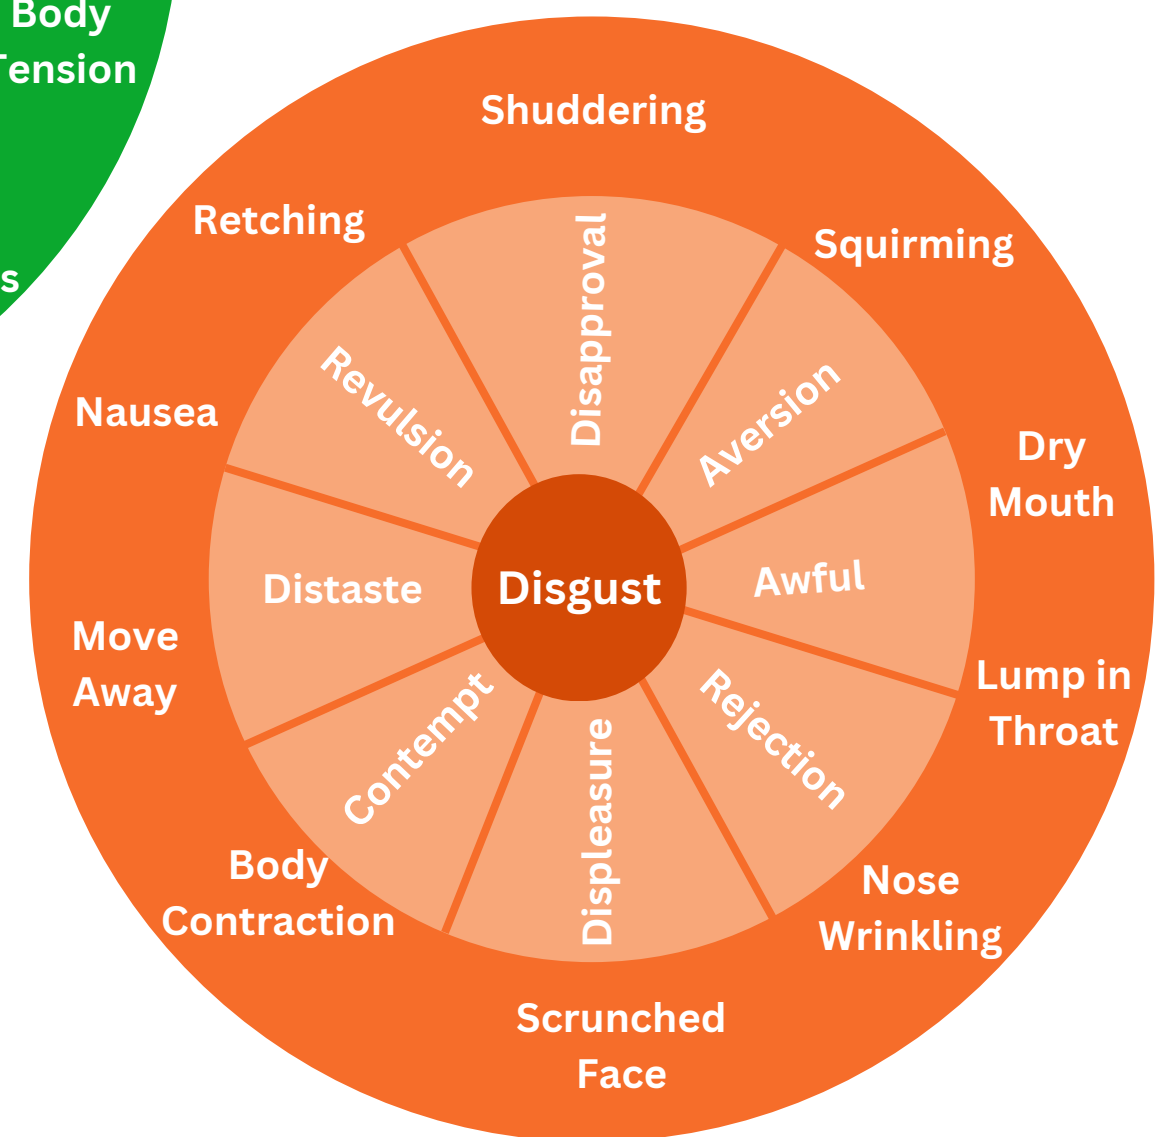 Body
Tension
s
Shuddering
Retching
Squirming
Nausea
Dry
Mouth
Move
Away
Lump in
Throat
Body
Contraction
Nose
Wrinkling
Scrunched
Face
Disapproval
Revulsion
Aversion
Distaste
Disgust
Awful
Contempt
Rejection
Displeasure